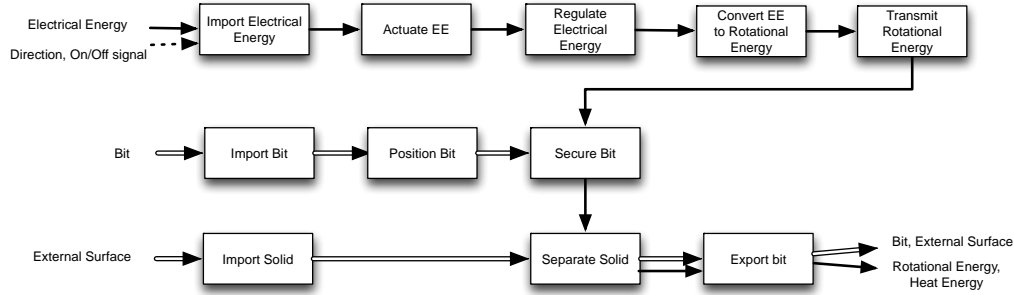 Electrical Energy
Direction, On/Off signal
Import Electrical
Energy
Actuate EE
Regulate
Electrical
Energy
Convert EE
to Rotational
Energy
Transmit
Rotational
Energy
Bit
Import Bit
Position Bit
Secure Bit
External Surface
Import Solid
Separate Solid
Export bit
Bit, External Surface
Rotational Energy,
Heat Energy